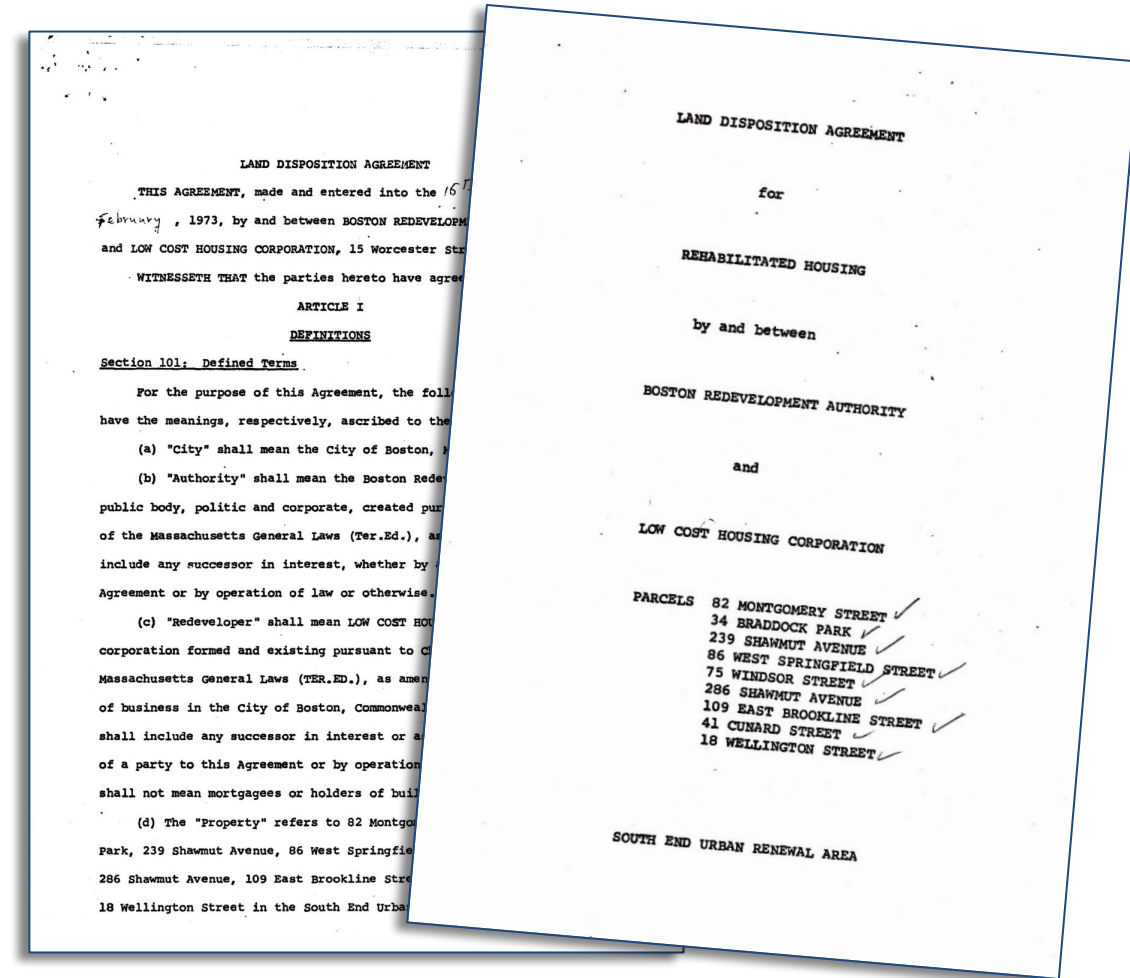 LAND DISPOSITION AGREEMENT
THIS AGREEMENT, made and entered into the 16
February , 1973, by and between BOSTON REDEVELOPM
and LOW COST HOUSING CORPORATION, 15 Worcester Str
WITNESSETH THAT the parties hereto have agree
ARTICLE I
DEFINITIONS
Section 101: Defined Terms
For the purpose of this Agreement, the foll
have the meanings, respectively, ascribed to the
(a) "City" shall mean the City of Boston,
(b) "Authority" shall mean the Boston Rede
public body, politic and corporate, created pur
of the Massachusetts General Laws (Ter.Ed.), as
include any successor in interest, whether by
Agreement or by operation of law or otherwise.
(c) "Redeveloper" shall mean LOW COST HOU
corporation formed and existing pursuant to C
Massachusetts General Laws (TER.ED.), as amen
of business in the City of Boston, Commonweal
shall include any successor in interest or a
of a party to this Agreement or by operation
shall not mean mortgagees or holders of buil
(d) The "Property" refers to 82 Montgom
Park, 239 Shawmut Avenue, 86 West Springfie
286 Shawmut Avenue, 109 East Brookline Stre
18 Wellington Street in the South End Urba
LAND DISPOSITION AGREEMENT
for
REHABILITATED HOUSING
by and between
BOSTON REDEVELOPMENT AUTHORITY
and
LOW COST HOUSING CORPORATION
PARCELS 82 MONTGOMERY STREET
34 BRADDOCK PARK
239 SHAWMUT AVENUE
86 WEST SPRINGFIELD STREET
75 WINDSOR STREET
286 SHAWMUT AVENUE
109 EAST BROOKLINE STREET
41 CUNARD STREET
18 WELLINGTON STREET
SOUTH END URBAN RENEWAL AREA